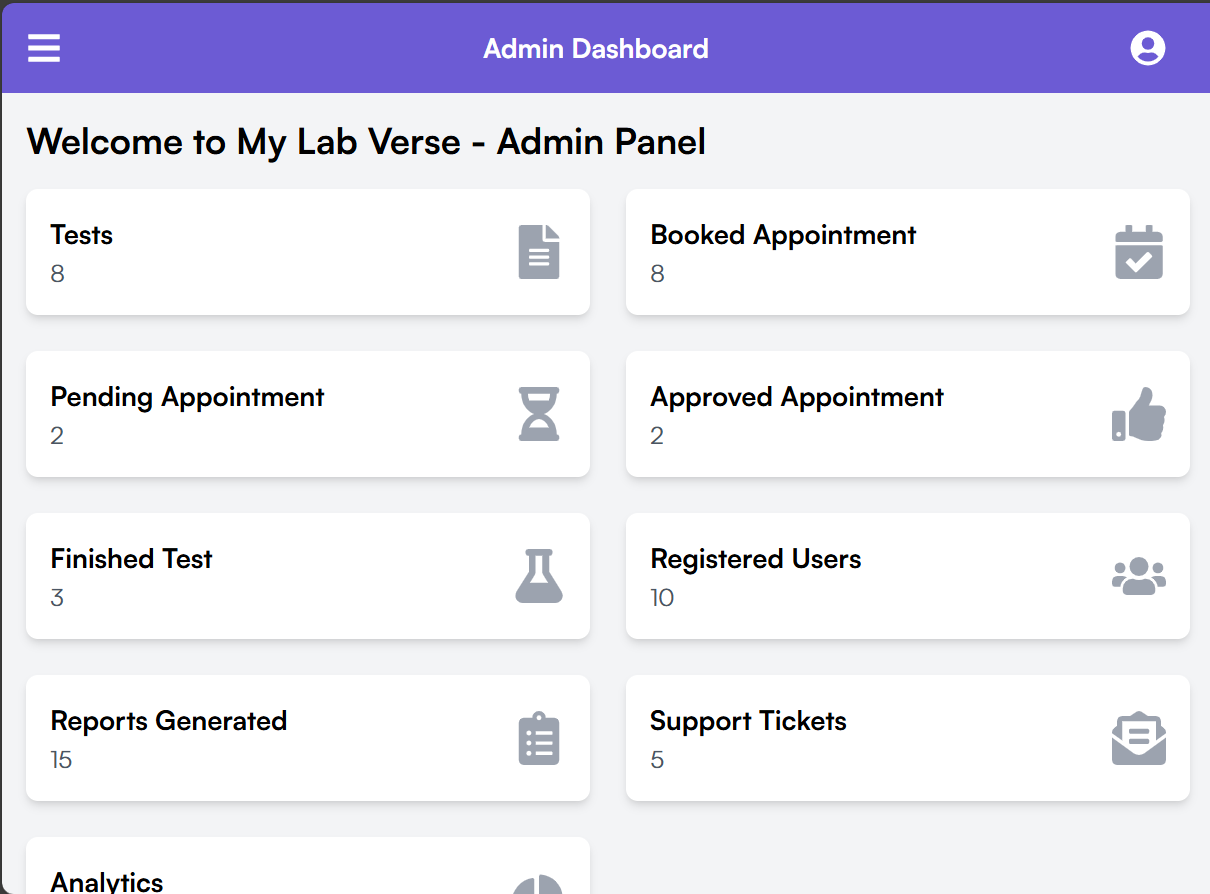 Admin Dashboard
Welcome to My Lab Verse - Admin Panel
Tests
8
Booked Appointment
8
Pending Appointment
2
Approved Appointment
2
Finished Test
3
Registered Users
10
Reports Generated
15
Support Tickets
5
Analytics